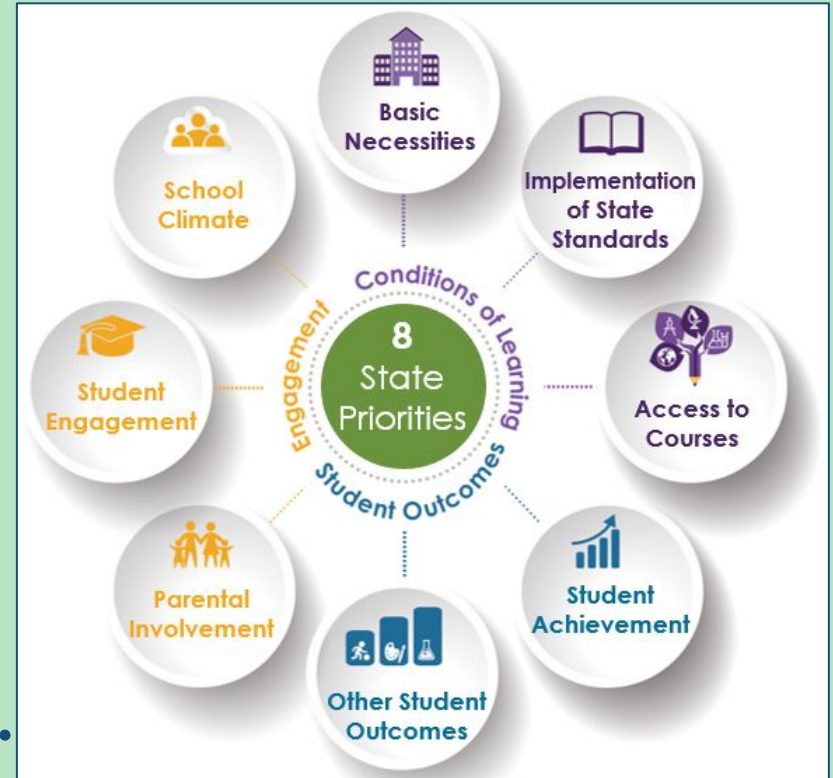 Basic
Necessities
School
Climate
Implementation
of State
Standards
Conditions of Learning
Engagement
8
State
Priorities
Student
Engagement
Access to
Courses
Student Outcomes
Parental
Involvement
Student
Achievement
Other Student
Outcomes